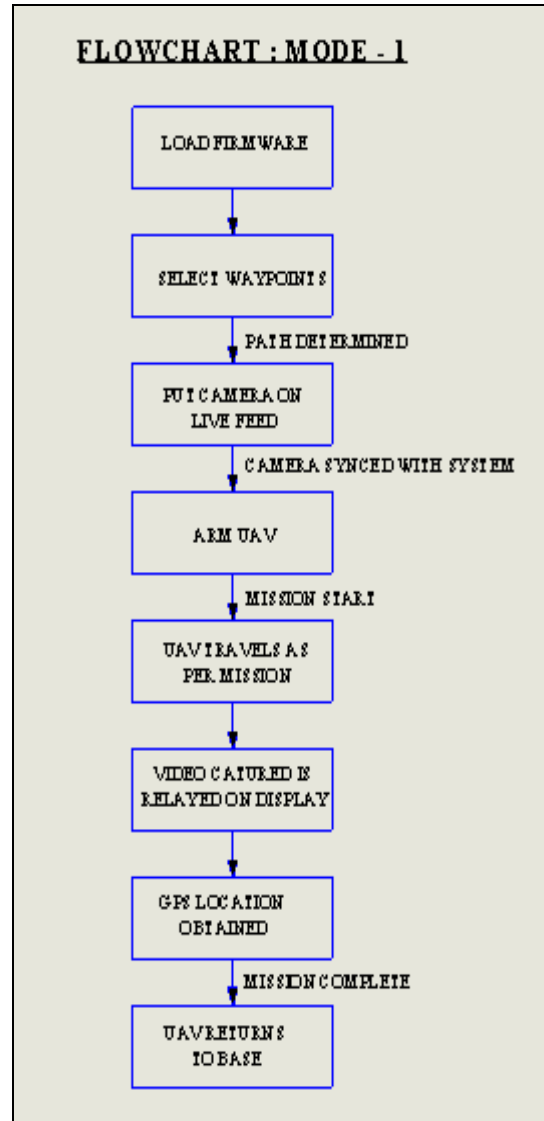 FLOWCHART : MODE - 1
LOAD FIRMWARE
SELECT WAYPOINTS
PATH DETERMINED
PUT CAMERA ON
LIVE FEED
CAMERA SYNCED WITH SYSTEM
ARM UAV
MISSION START
UAV TRAVELS AS
PER MISSION
VIDEO CATURED IS
RELAYED ON DISPLAY
GPS LOCATION
OBTAINED
MISSION COMPLETE
UAV RETURNS
TO BASE